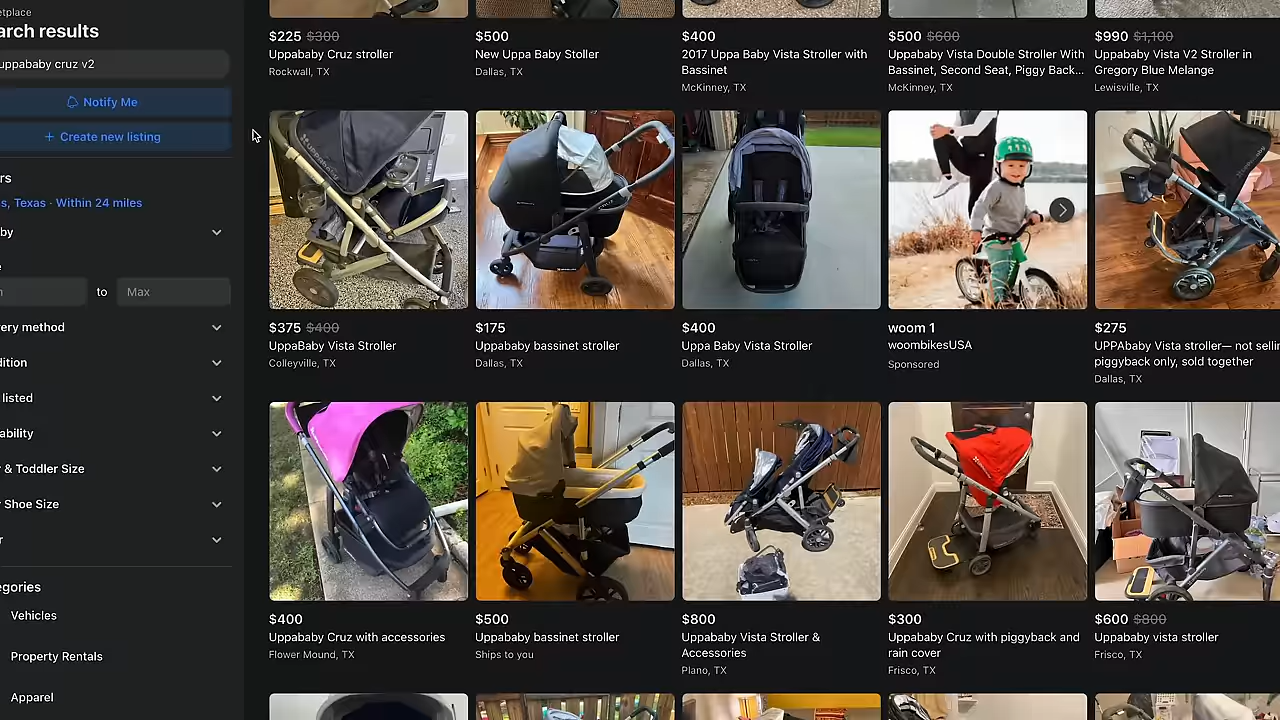 etplace
arch results
uppababy cruz v2
Notify Me
Create new listing
rs
s, Texas · Within 24 miles
by
to
Max
ery method
dition
listed
ability
r & Toddler Size
Shoe Size
r
egories
Vehicles
Property Rentals
Apparel
$225 $300
Uppababy Cruz stroller
Rockwall, TX
$500
New Uppa Baby Stoller
Dallas, TX
$400
2017 Uppa Baby Vista Stroller with
Bassinet
McKinney, TX
$500 $600
Uppababy Vista Double Stroller With
Bassinet, Second Seat, Piggy Back...
McKinney, TX
$990 $1,100
Uppababy Vista V2 Stroller in
Gregory Blue Melange
Lewisville, TX
$375 $400
UppaBaby Vista Stroller
Colleyville, TX
$175
Uppababy bassinet stroller
Dallas, TX
$400
Uppa Baby Vista Stroller
Dallas, TX
woom 1
woombikesUSA
Sponsored
$275
UPPAbaby Vista stroller— not sellin
piggyback only, sold together
Dallas, TX
$400
Uppababy Cruz with accessories
Flower Mound, TX
$500
Uppababy bassinet stroller
Ships to you
$800
Uppababy Vista Stroller &
Accessories
Plano, TX
$300
Uppababy Cruz with piggyback and
rain cover
Frisco, TX
$600 $800
Uppababy vista stroller
Frisco, TX